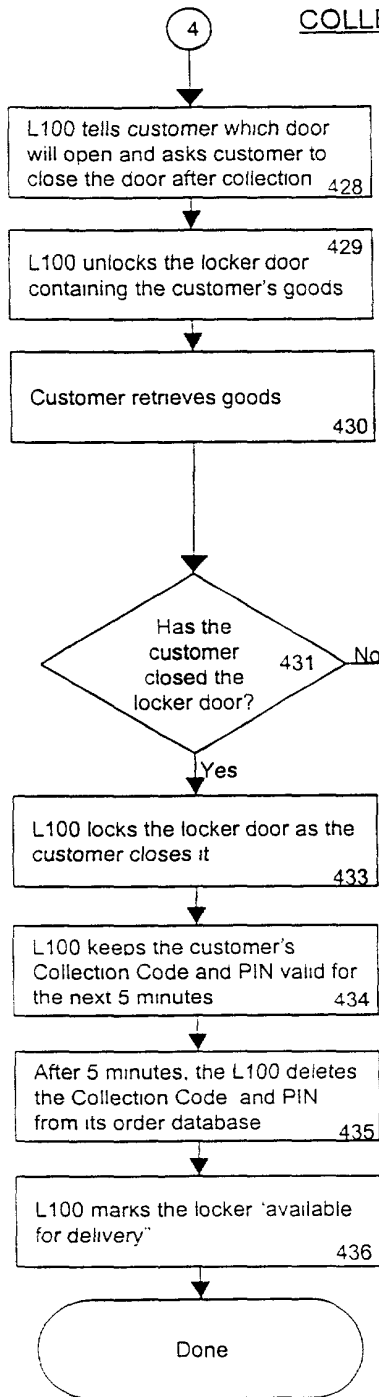 4
COLLE
L100 tells customer which door
will open and asks customer to
close the door after collection
428
429
L100 unlocks the locker door
containing the customer's goods
Customer retrieves goods
430
Has the
customer
closed the
locker door?
431
No
Yes
L100 locks the locker door as the
customer closes it
433
L100 keeps the customer's
Collection Code and PIN valid for
the next 5 minutes
434
After 5 minutes, the L100 deletes
the Collection Code and PIN
from its order database
435
L100 marks the locker 'available
for delivery"
436
Done